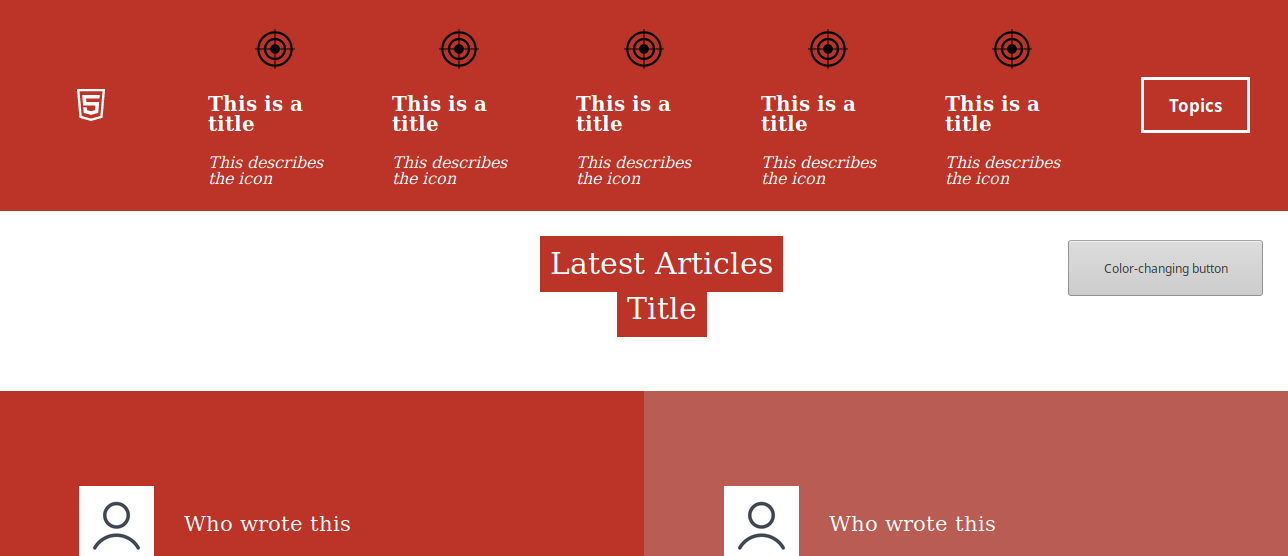 This is a
title
This describes
the icon
This is a
title
This describes
the icon
This is a
title
This describes
the icon
This is a
title
This describes
the icon
This is a
title
This describes
the icon
Topics
Latest Articles
Title
Color-changing button
Who wrote this
Who wrote this